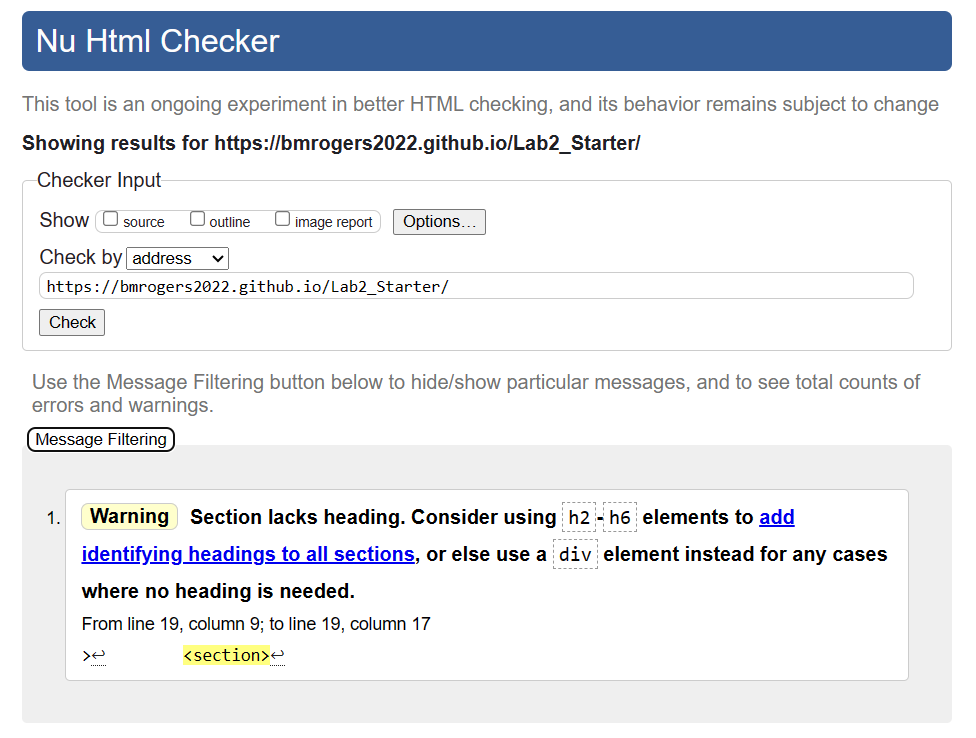 Nu Html Checker
This tool is an ongoing experiment in better HTML checking, and its behavior remains subject to change
Showing results for https://bmrogers2022.github.io/Lab2_Starter/
Checker Input
Show source outline image report Options…
Check by address
https://bmrogers2022.github.io/Lab2_Starter/
Check
Use the Message Filtering button below to hide/show particular messages, and to see total counts of
errors and warnings.
Message Filtering
1. Warning Section lacks heading. Consider using h2-h6 elements to add
identifying headings to all sections, or else use a div element instead for any cases
where no heading is needed.
From line 19, column 9; to line 19, column 17
>↩ <section>↩